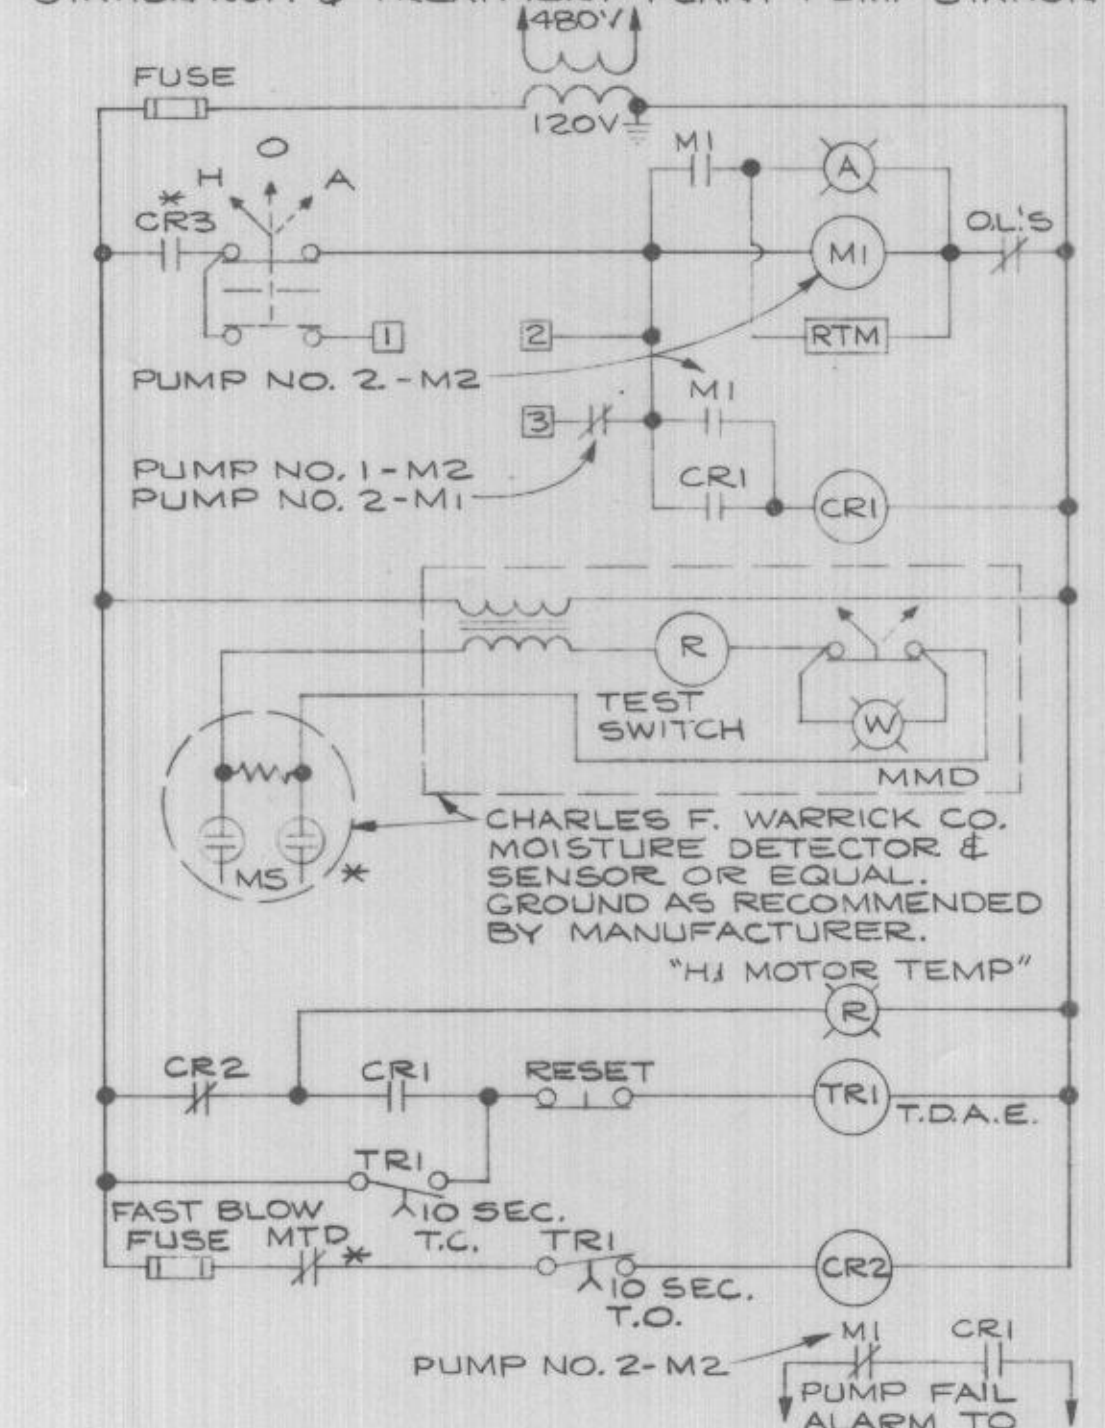 480V
FUSE
120V
H O A
*
CR3
M1
A
O.L.'S
M1
1
2
RTM
PUMP NO. 2.-M2
M1
3
PUMP NO. 1-M2
PUMP NO. 2-M1
CR1
CR1
R
TEST
SWITCH
W
MMD
MS
*
CHARLES F. WARRICK CO.
MOISTURE DETECTOR &
SENSOR OR EQUAL.
GROUND AS RECOMMENDED
BY MANUFACTURER.
"HI MOTOR TEMP"
R
CR2
CR1
RESET
TR1
T.D.A.E.
TR1
10 SEC.
T.C.
FAST BLOW
FUSE
MTD
*
TR1
10 SEC.
T.O.
CR2
M1
CR1
PUMP NO. 2-M2
PUMP FAIL
ALARM TO